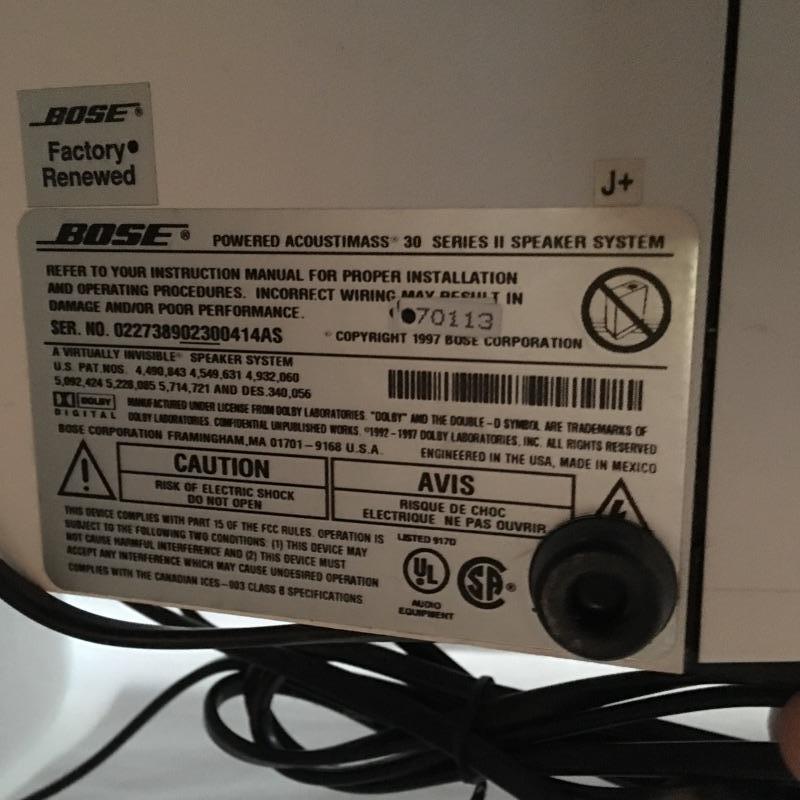 BOSE®
Factory
Renewed
J+
BOSE® POWERED ACOUSTIMASS® 30 SERIES II SPEAKER SYSTEM
REFER TO YOUR INSTRUCTION MANUAL FOR PROPER INSTALLATION
AND OPERATING PROCEDURES. INCORRECT WIRING MAY RESULT IN
DAMAGE AND/OR POOR PERFORMANCE.
70113
SER. NO. 022738902300414AS
© COPYRIGHT 1997 BOSE CORPORATION
A VIRTUALLY INVISIBLE® SPEAKER SYSTEM
U.S. PAT.NOS. 4,490,843 4,549,631 4,932,060
5,092,424 5,228,085 5,714,721 AND DES.340,056
DOLBY
DIGITAL
MANUFACTURED UNDER LICENSE FROM DOLBY LABORATORIES. "DOLBY" AND THE DOUBLE-D SYMBOL ARE TRADEMARKS OF
DOLBY LABORATORIES. CONFIDENTIAL UNPUBLISHED WORKS. ©1992-1997 DOLBY LABORATORIES, INC. ALL RIGHTS RESERVED
BOSE CORPORATION FRAMINGHAM,MA 01701-9168 U.S.A.
ENGINEERED IN THE USA, MADE IN MEXICO
CAUTION
RISK OF ELECTRIC SHOCK
DO NOT OPEN
AVIS
RISQUE DE CHOC
ELECTRIQUE NE PAS OUVRIR
THIS DEVICE COMPLIES WITH PART 15 OF THE FCC RULES. OPERATION IS
SUBJECT TO THE FOLLOWING TWO CONDITIONS: (1) THIS DEVICE MAY
NOT CAUSE HARMFUL INTERFERENCE AND (2) THIS DEVICE MUST
ACCEPT ANY INTERFERENCE WHICH MAY CAUSE UNDESIRED OPERATION
COMPLIES WITH THE CANADIAN ICES-003 CLASS B SPECIFICATIONS
LISTED 917D
UL
AUDIO
EQUIPMENT
SA®